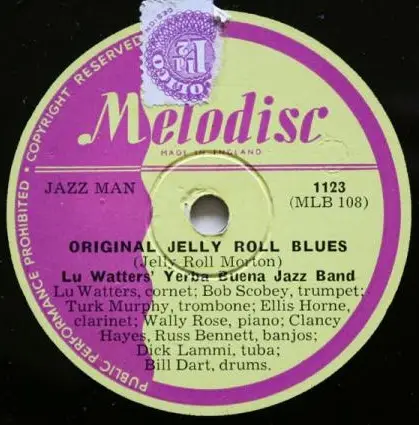 COPYRIGHT RESERVED
Melodisc
MADE IN ENGLAND
JAZZ MAN
1123
(MLB 108)
ORIGINAL JELLY ROLL BLUES
(Jelly Roll Morton)
Lu Watters' Yerba Buena Jazz Band
Lu Watters, cornet; Bob Scobey, trumpet;
Turk Murphy, trombone; Ellis Horne,
clarinet; Wally Rose, piano; Clancy
Hayes, Russ Bennett, banjos;
Dick Lammi, tuba;
Bill Dart, drums.
PUBLIC PERFORMANCE PROHIBITED •